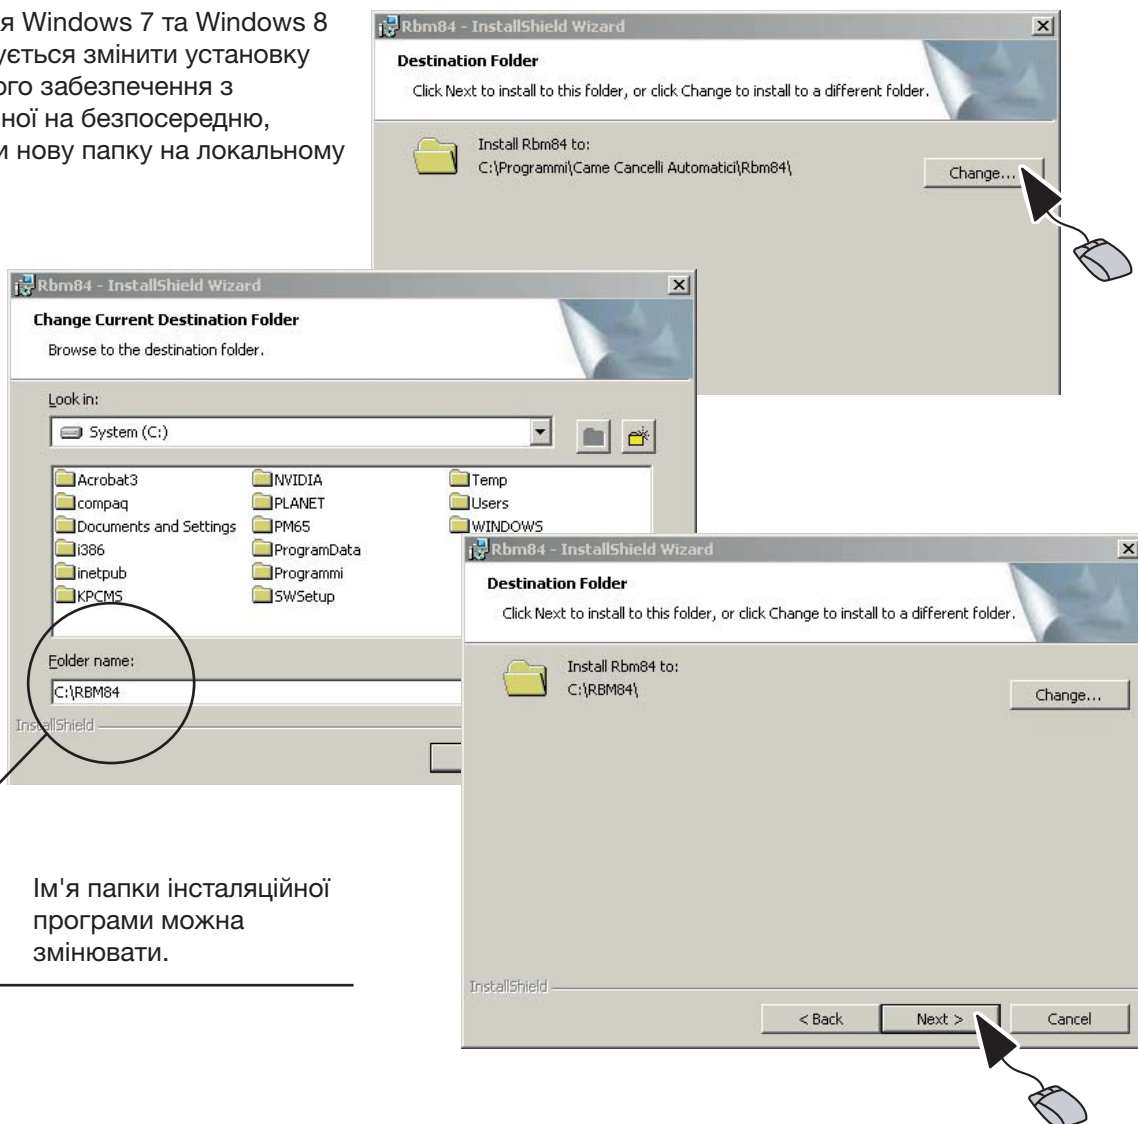 я Windows 7 та Windows 8
ується змінити установку
ого забезпечення з
ної на безпосередню,
и нову папку на локальному
Rbm84 - InstallShield Wizard
Destination Folder
Click Next to install to this folder, or click Change to install to a different folder.
Install Rbm84 to:
C:\Programmi\Came Cancelli Automatici\Rbm84\
Change...
Rbm84 - InstallShield Wizard
Change Current Destination Folder
Browse to the destination folder.
Look in:
System (C:)
Acrobat3 NVIDIA Temp
compaq PLANET Users
Documents and Settings PM65 WINDOWS
i386 ProgramData
inetpub Programmi
KPCMS SWSetup
Folder name:
C:\RBM84
InstallShield
Rbm84 - InstallShield Wizard
Destination Folder
Click Next to install to this folder, or click Change to install to a different folder.
Install Rbm84 to:
C:\RBM84\
Change...
InstallShield
< Back Next > Cancel
Ім'я папки інсталяційної
програми можна
змінювати.